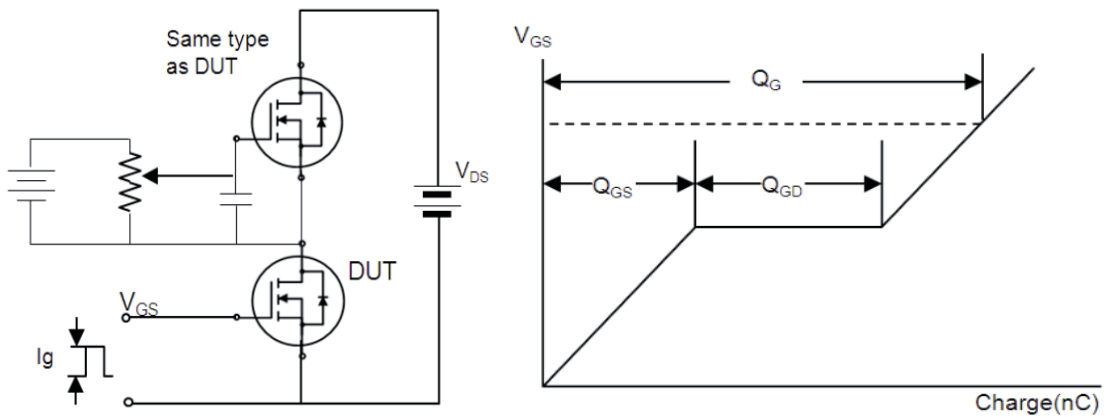 Same type
as DUT
V_DS
DUT
V_GS
Ig
V_GS
Q_G
Q_GS
Q_GD
Charge(nC)